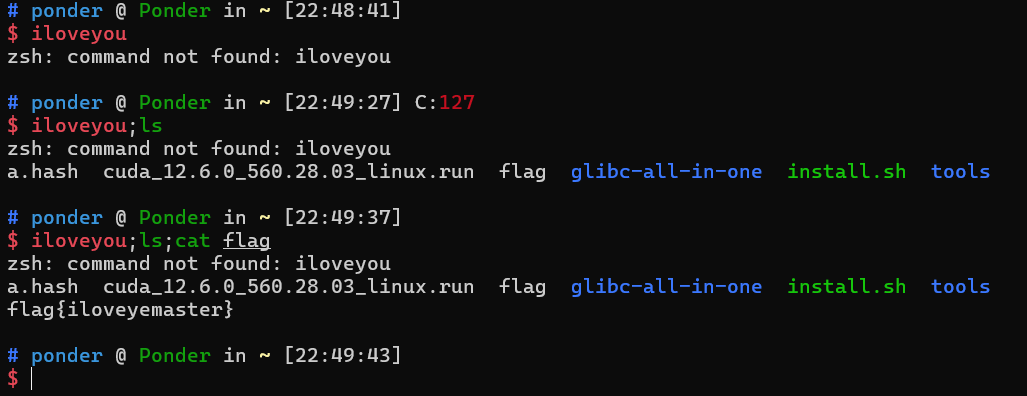 # ponder @ Ponder in ~ [22:48:41]
$ iloveyou
zsh: command not found: iloveyou
# ponder @ Ponder in ~ [22:49:27] C:127
$ iloveyou;ls
zsh: command not found: iloveyou
a.hash  cuda_12.6.0_560.28.03_linux.run  flag  glibc-all-in-one  install.sh  tools
# ponder @ Ponder in ~ [22:49:37]
$ iloveyou;ls;cat flag
zsh: command not found: iloveyou
a.hash  cuda_12.6.0_560.28.03_linux.run  flag  glibc-all-in-one  install.sh  tools
flag{iloveyemaster}
# ponder @ Ponder in ~ [22:49:43]
$